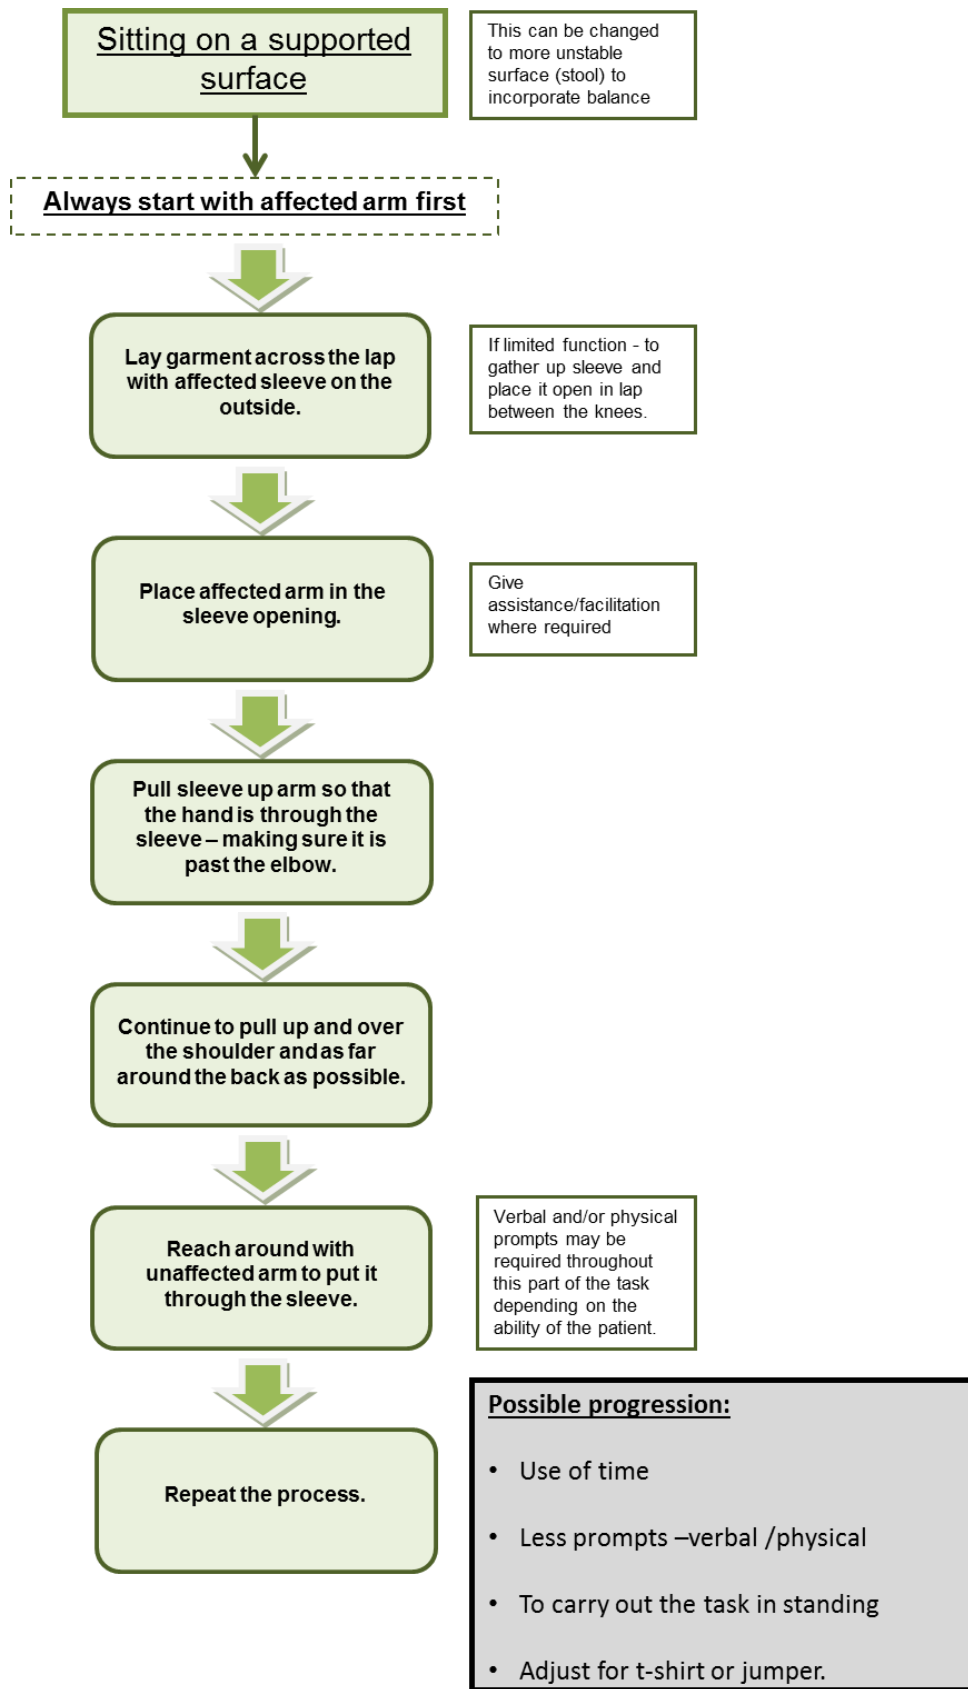 Sitting on a supported
surface
This can be changed
to more unstable
surface (stool) to
incorporate balance
Always start with affected arm first
Lay garment across the lap
with affected sleeve on the
outside.
If limited function - to
gather up sleeve and
place it open in lap
between the knees.
Place affected arm in the
sleeve opening.
Give
assistance/facilitation
where required
Pull sleeve up arm so that
the hand is through the
sleeve – making sure it is
past the elbow.
Continue to pull up and over
the shoulder and as far
around the back as possible.
Reach around with
unaffected arm to put it
through the sleeve.
Verbal and/or physical
prompts may be
required throughout
this part of the task
depending on the
ability of the patient.
Repeat the process.
Possible progression:
• Use of time
• Less prompts –verbal /physical
• To carry out the task in standing
• Adjust for t-shirt or jumper.